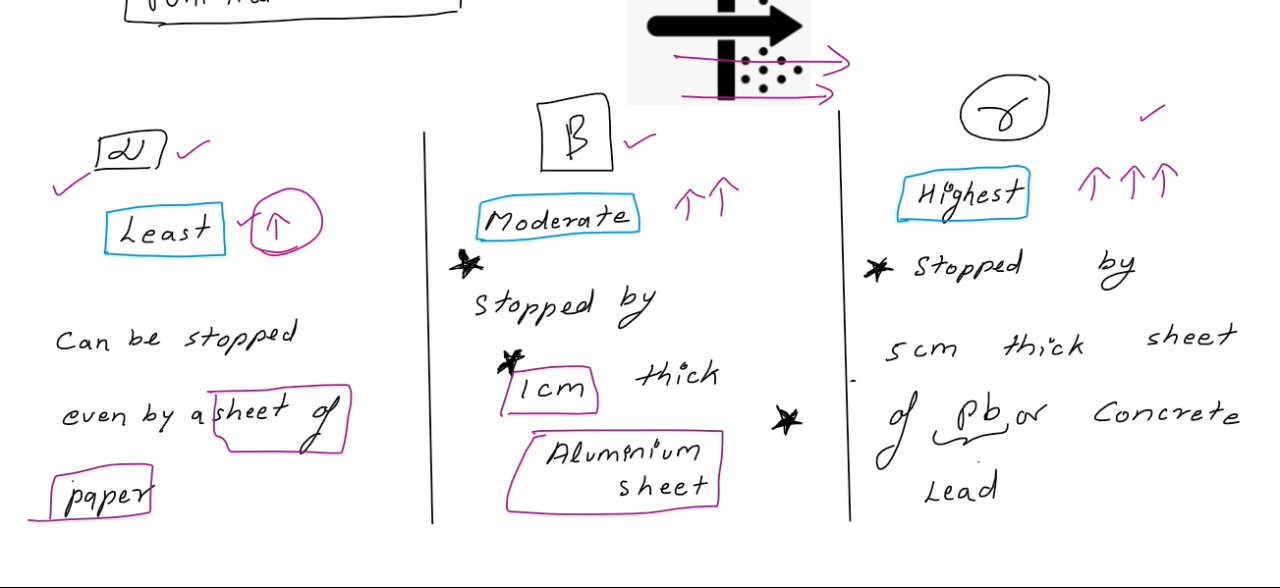 α
Least ↑
Can be stopped
even by a sheet of
paper
β
Moderate ↑↑
★
Stopped by
★ 1cm thick
Aluminium ★
sheet
γ
Highest ↑↑↑
★ Stopped by
5cm thick sheet
of Pb or Concrete
Lead